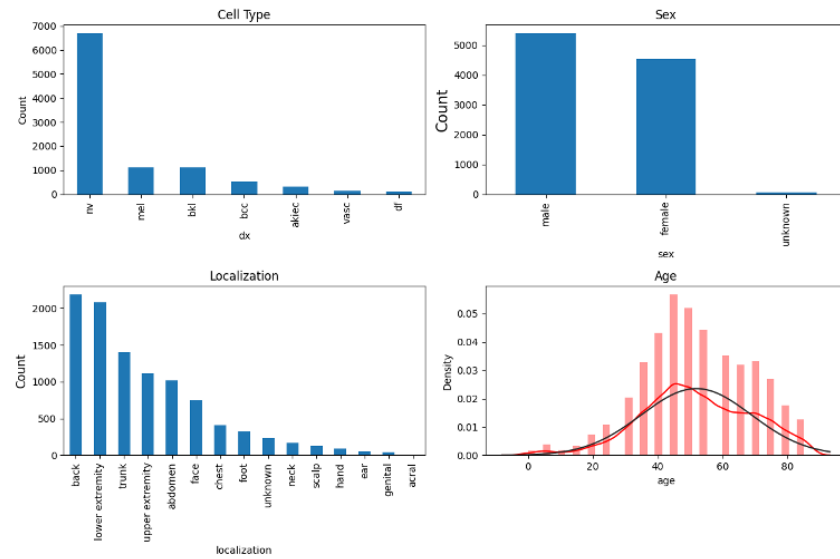 Cell Type
7000
6000
5000
4000
3000
2000
1000
0
Count
nv
mel
bkl
bcc
akiec
vasc
df
dx
Sex
5000
4000
3000
2000
1000
0
Count
male
female
unknown
sex
Localization
2000
1500
1000
500
0
Count
back
lower extremity
trunk
upper extremity
abdomen
face
chest
foot
unknown
neck
scalp
hand
ear
genital
acral
localization
Age
0.05
0.04
0.03
0.02
0.01
0.00
Density
0 20 40 60 80
age